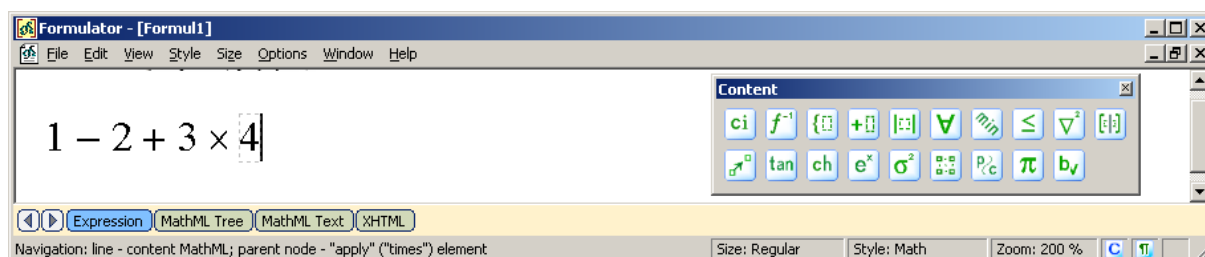 Formulator - [Formul1]
File Edit View Style Size Options Window Help
1 − 2 + 3 × 4
Content
ci f⁻¹ {▯ +▯ |▯| ∀ ≤ ∇² [▯]
tan ch eˣ σ² P C π b√
Expression MathML Tree MathML Text XHTML
Navigation: line - content MathML; parent node - "apply" ("times") element Size: Regular Style: Math Zoom: 200 % C ¶